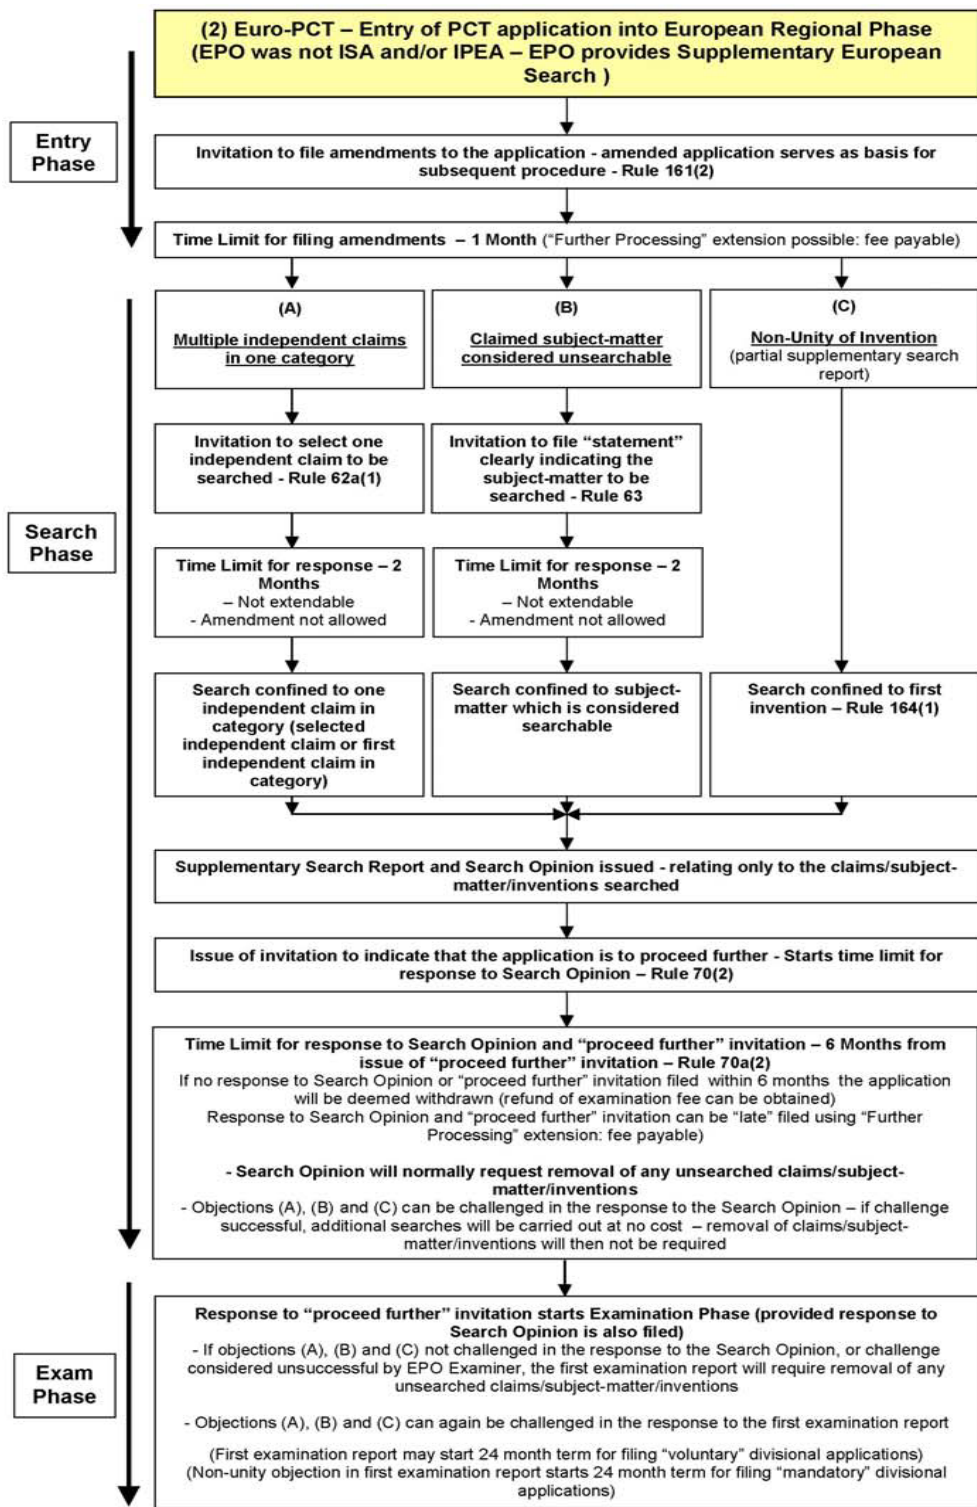 (2) Euro-PCT – Entry of PCT application into European Regional Phase
(EPO was not ISA and/or IPEA – EPO provides Supplementary European
Search )
Entry
Phase
Invitation to file amendments to the application - amended application serves as basis for
subsequent procedure - Rule 161(2)
Time Limit for filing amendments – 1 Month (“Further Processing” extension possible: fee payable)
(A)
Multiple independent claims
in one category
(B)
Claimed subject-matter
considered unsearchable
(C)
Non-Unity of Invention
(partial supplementary search
report)
Invitation to select one
independent claim to be
searched - Rule 62a(1)
Invitation to file “statement”
clearly indicating the
subject-matter to be
searched - Rule 63
Search
Phase
Time Limit for response – 2
Months
– Not extendable
- Amendment not allowed
Time Limit for response – 2
Months
– Not extendable
- Amendment not allowed
Search confined to one
independent claim in
category (selected
independent claim or first
independent claim in
category)
Search confined to subject-
matter which is considered
searchable
Search confined to first
invention – Rule 164(1)
Supplementary Search Report and Search Opinion issued - relating only to the claims/subject-
matter/inventions searched
Issue of invitation to indicate that the application is to proceed further - Starts time limit for
response to Search Opinion – Rule 70(2)
Time Limit for response to Search Opinion and “proceed further” invitation – 6 Months from
issue of “proceed further” invitation – Rule 70a(2)
If no response to Search Opinion or “proceed further” invitation filed within 6 months the application
will be deemed withdrawn (refund of examination fee can be obtained)
Response to Search Opinion and “proceed further” invitation can be “late” filed using “Further
Processing” extension: fee payable)
- Search Opinion will normally request removal of any unsearched claims/subject-
matter/inventions
- Objections (A), (B) and (C) can be challenged in the response to the Search Opinion – if challenge
successful, additional searches will be carried out at no cost – removal of claims/subject-
matter/inventions will then not be required
Exam
Phase
Response to “proceed further” invitation starts Examination Phase (provided response to
Search Opinion is also filed)
- If objections (A), (B) and (C) not challenged in the response to the Search Opinion, or challenge
considered unsuccessful by EPO Examiner, the first examination report will require removal of any
unsearched claims/subject-matter/inventions
- Objections (A), (B) and (C) can again be challenged in the response to the first examination report
(First examination report may start 24 month term for filing “voluntary” divisional applications)
(Non-unity objection in first examination report starts 24 month term for filing “mandatory” divisional
applications)